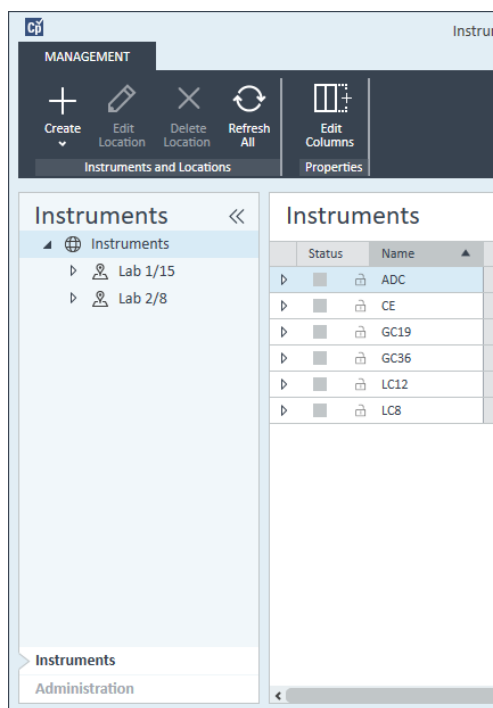 Cp
Instru
MANAGEMENT
Create
Edit Location
Delete Location
Refresh All
Edit Columns
Instruments and Locations
Properties
Instruments
Instruments
Lab 1/15
Lab 2/8
Instruments
Status Name
ADC
CE
GC19
GC36
LC12
LC8
Instruments
Administration